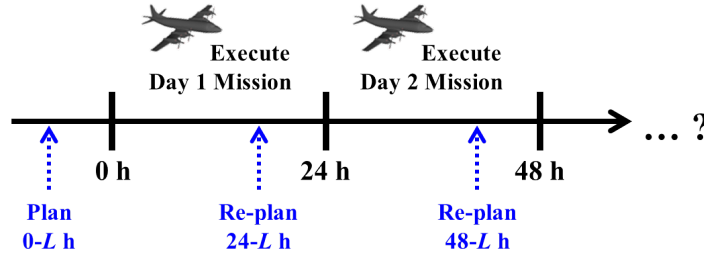 Execute
Day 1 Mission
Execute
Day 2 Mission
... ?
0 h
24 h
48 h
Plan
0-L h
Re-plan
24-L h
Re-plan
48-L h